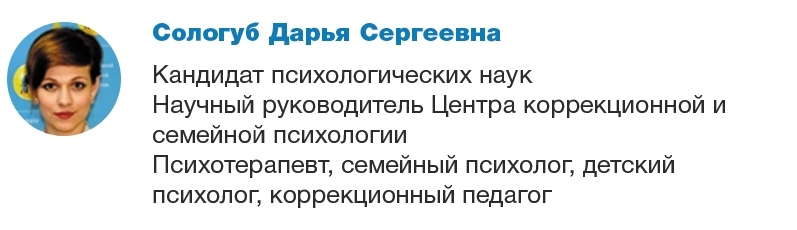 Сологуб Дарья Сергеевна
Кандидат психологических наук
Научный руководитель Центра коррекционной и
семейной психологии
Психотерапевт, семейный психолог, детский
психолог, коррекционный педагог